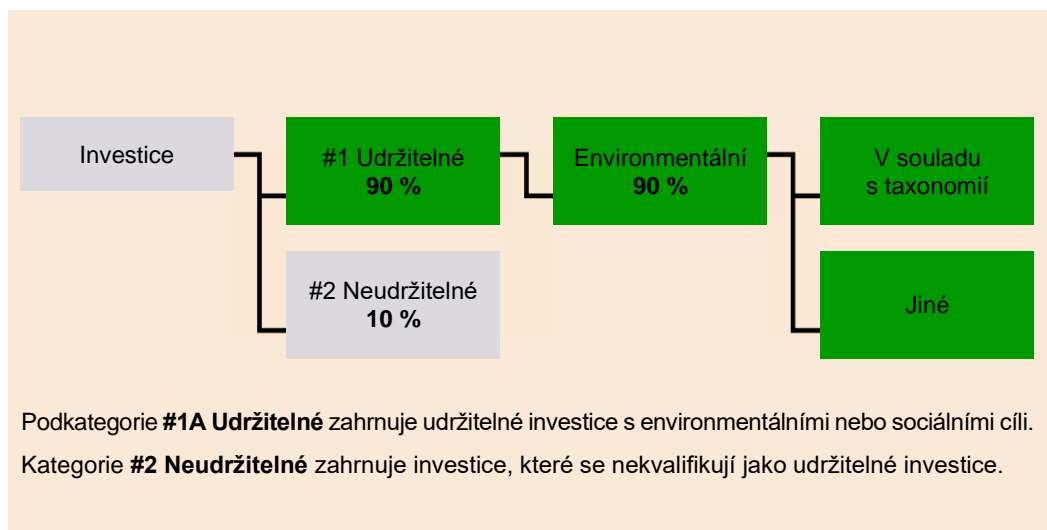 Investice
#1 Udržitelné
90 %
Environmentální
90 %
V souladu
s taxonomií
#2 Neudržitelné
10 %
Jiné
Podkategorie #1A Udržitelné zahrnuje udržitelné investice s environmentálními nebo sociálními cíli.
Kategorie #2 Neudržitelné zahrnuje investice, které se nekvalifikují jako udržitelné investice.